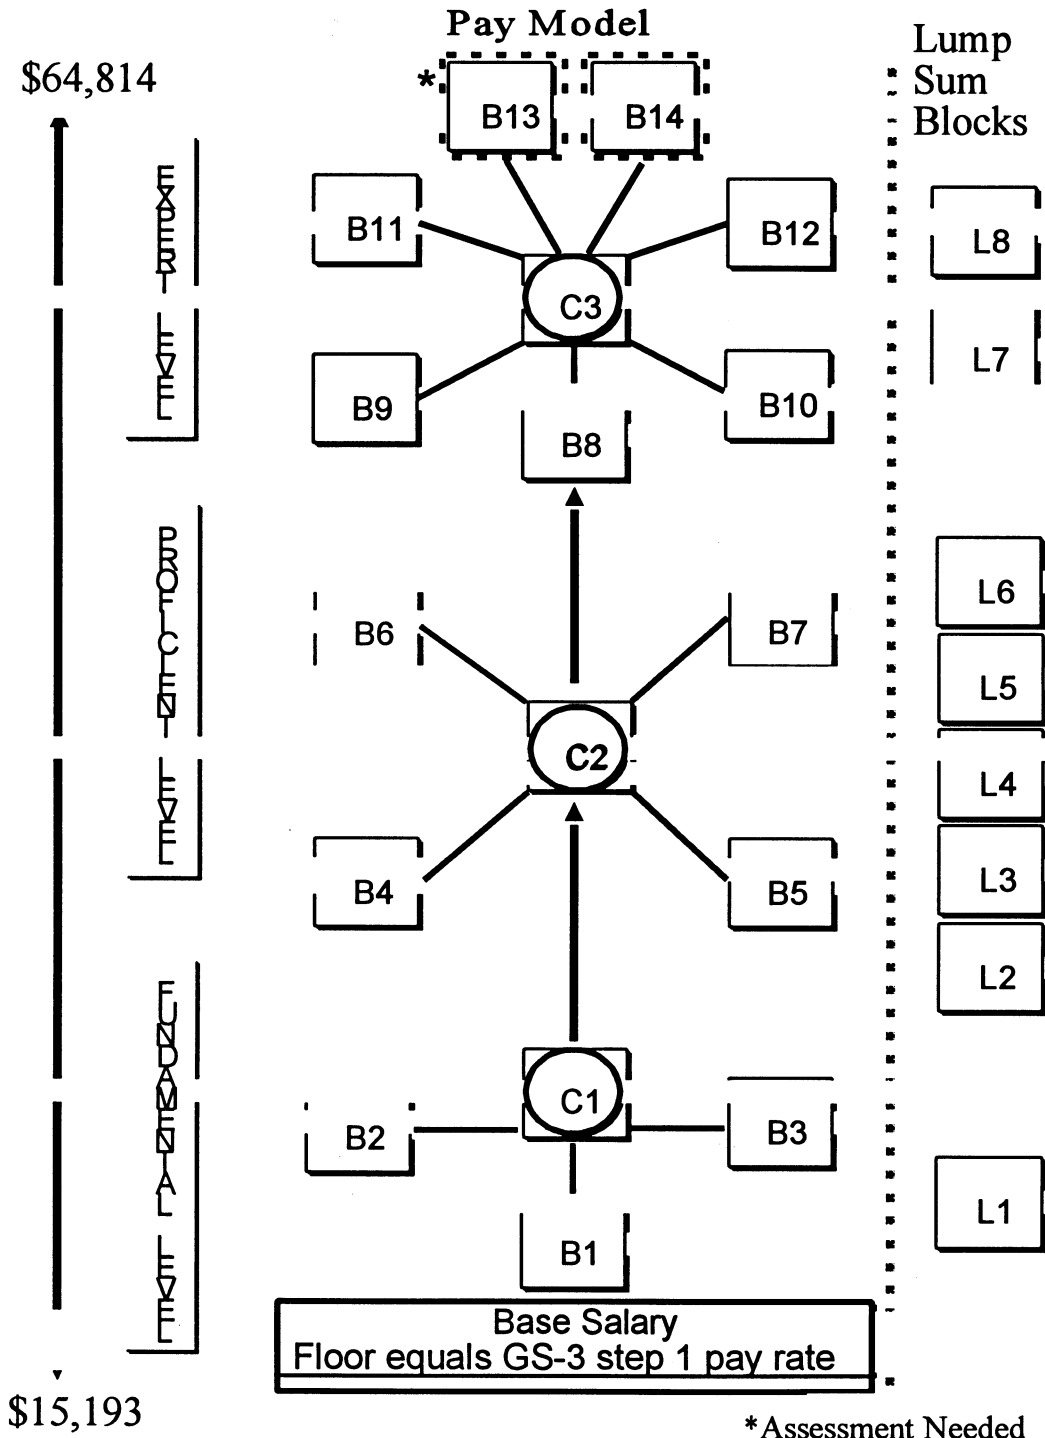 Pay Model
Lump
Sum
Blocks
$64,814
*
B13
B14
B11
B12
L8
C3
L7
B9
B10
B8
EXPERT LEVEL
L6
B6
B7
L5
C2
L4
PROFICIENT LEVEL
B4
B5
L3
L2
C1
B2
B3
L1
B1
FUNDAMENTAL LEVEL
Base Salary
Floor equals GS-3 step 1 pay rate
$15,193
*Assessment Needed